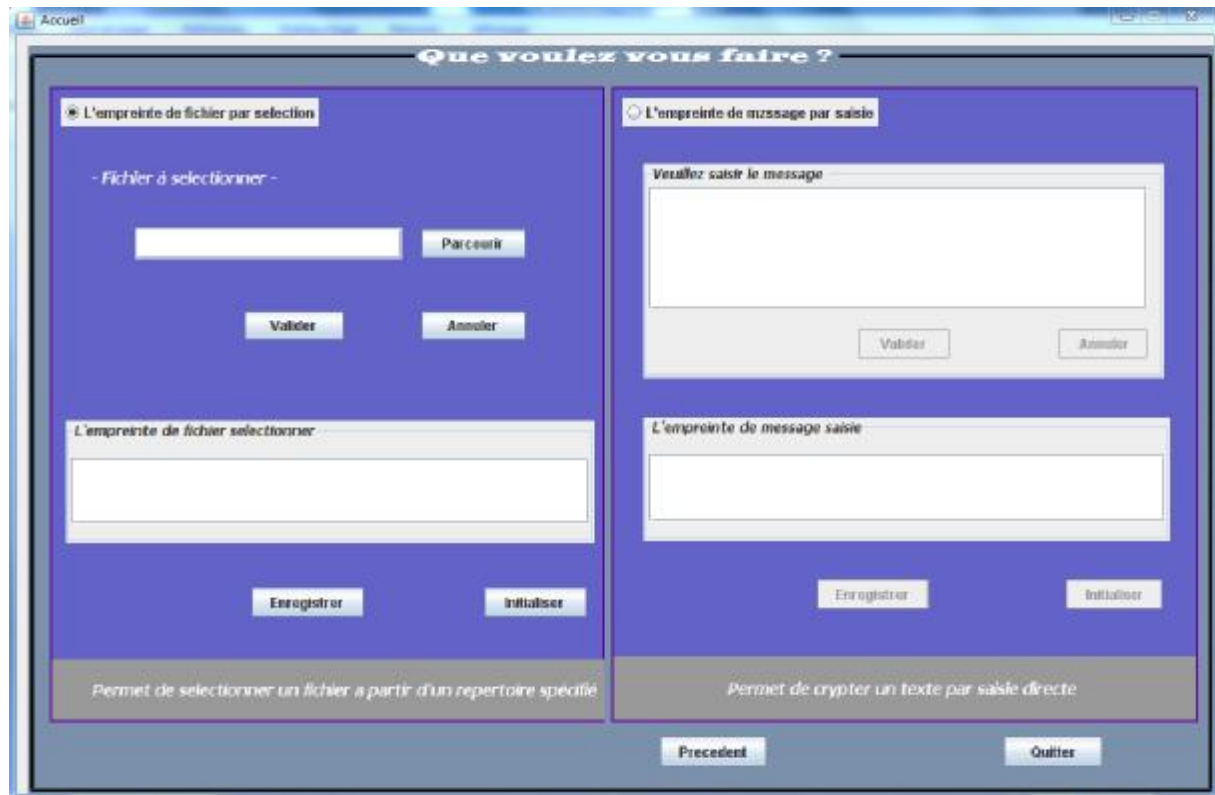 Accueil
Que voulez vous faire ?
L'empreinte de fichier par selection
- Fichier à selectionner -
Parcourir
Valider
Annuler
L'empreinte de fichier selectionner
Enregistrer
Initialiser
Permet de selectionner un fichier a partir d'un repertoire spécifié
L'empreinte de mzssage par saisie
Veuillez saisir le message
Valider
Annuler
L'empreinte de message saisie
Enregistrer
Initialiser
Permet de crypter un texte par saisie directe
Precedent
Quitter